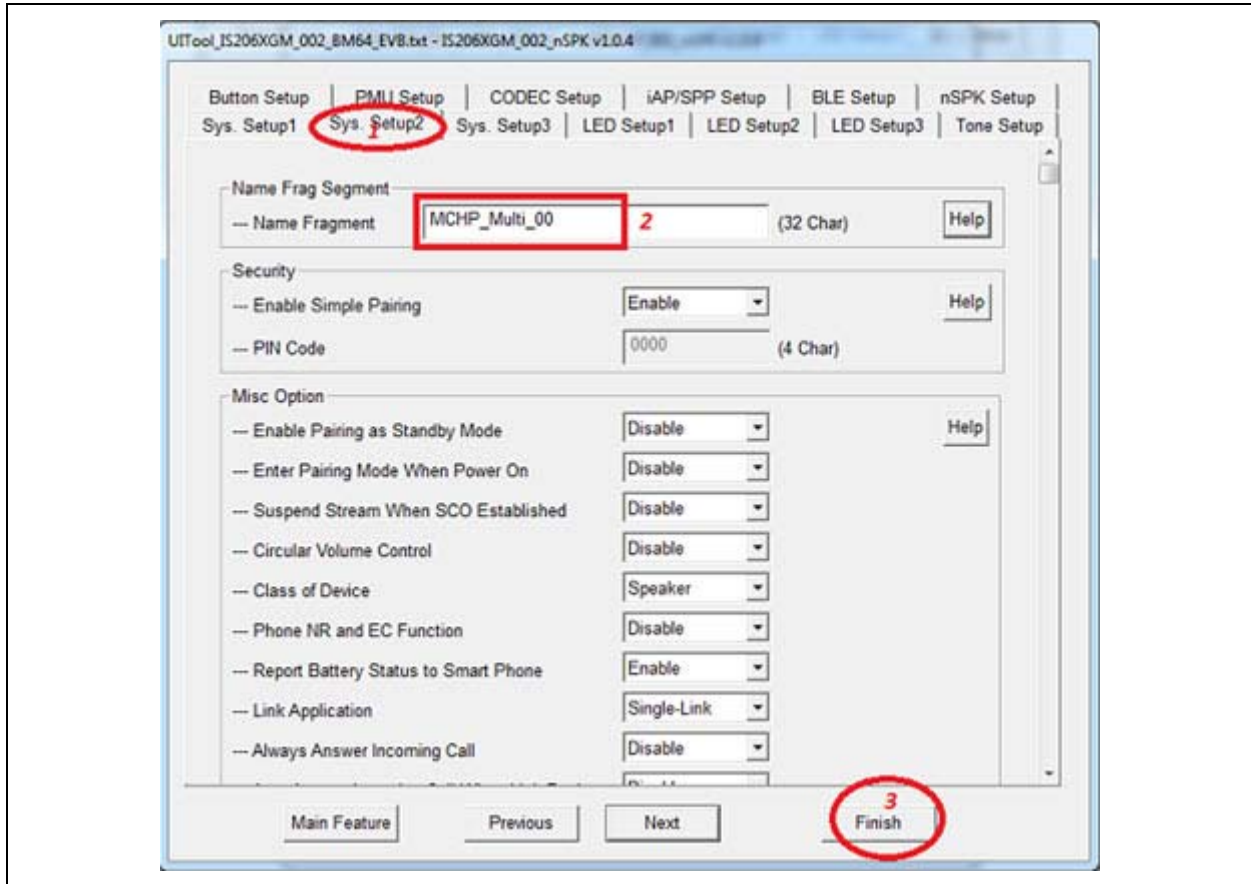 UITool_IS206XGM_002_BM64_EVB.txt - IS206XGM_002_nSPK v1.0.4
Button Setup PMU Setup CODEC Setup iAP/SPP Setup BLE Setup nSPK Setup
Sys. Setup1 Sys. Setup2 Sys. Setup3 LED Setup1 LED Setup2 LED Setup3 Tone Setup
1
Name Frag Segment
--- Name Fragment MCHP_Multi_00 2 (32 Char) Help
Security
--- Enable Simple Pairing Enable Help
--- PIN Code 0000 (4 Char)
Misc Option
--- Enable Pairing as Standby Mode Disable Help
--- Enter Pairing Mode When Power On Disable
--- Suspend Stream When SCO Established Disable
--- Circular Volume Control Disable
--- Class of Device Speaker
--- Phone NR and EC Function Disable
--- Report Battery Status to Smart Phone Enable
--- Link Application Single-Link
--- Always Answer Incoming Call Disable
3
Main Feature Previous Next Finish